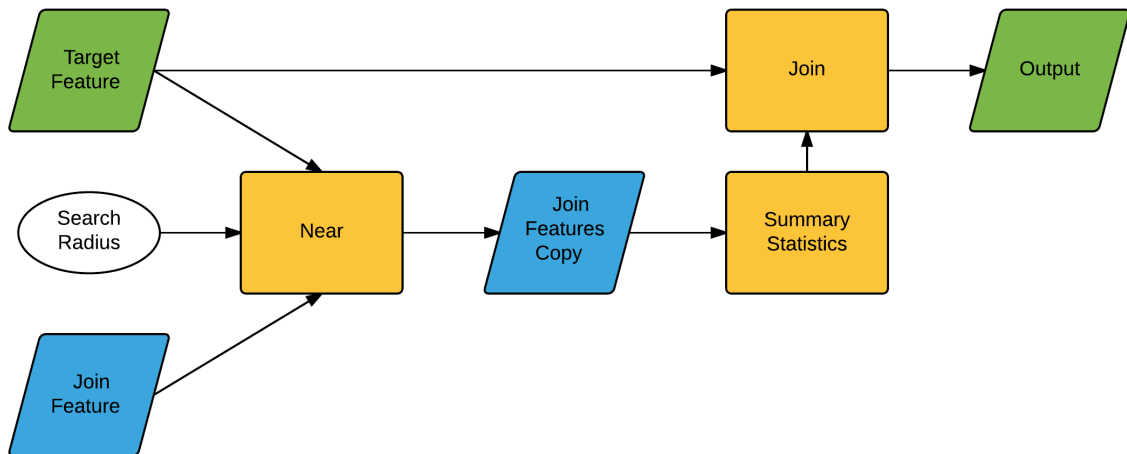 Target
Feature
Join
Output
Search
Radius
Near
Join
Features
Copy
Summary
Statistics
Join
Feature